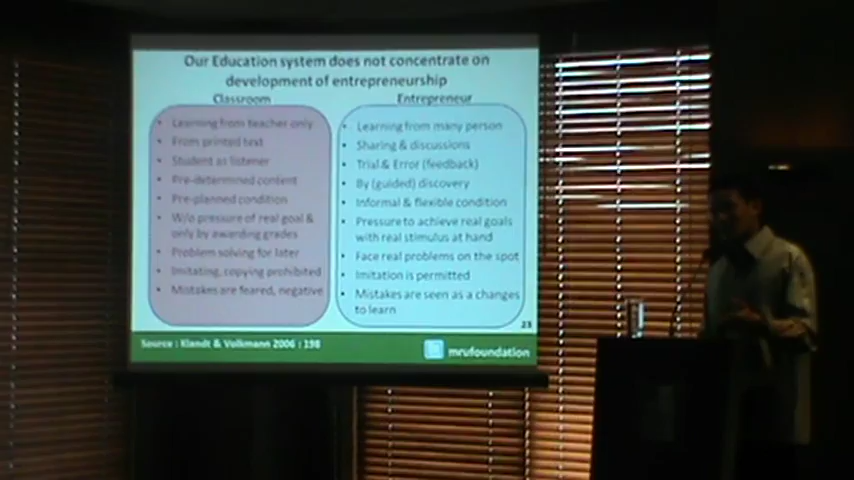 Our Education system does not concentrate on
development of entrepreneurship
Classroom
• Learning from teacher only
• From printed text
• Student as listener
• Pre-determined content
• Pre-planned condition
• W/o pressure of real goal &
only by awarding grades
• Problem solving for later
• Imitating, copying prohibited
• Mistakes are feared, negative
Entrepreneur
• Learning from many person
• Sharing & discussions
• Trial & Error (feedback)
• By (guided) discovery
• Informal & flexible condition
• Pressure to achieve real goals
with real stimulus at hand
• Face real problems on the spot
• Imitation is permitted
• Mistakes are seen as a changes
to learn
23
Source : Klandt & Volkmann 2006 : 198
mrufoundation